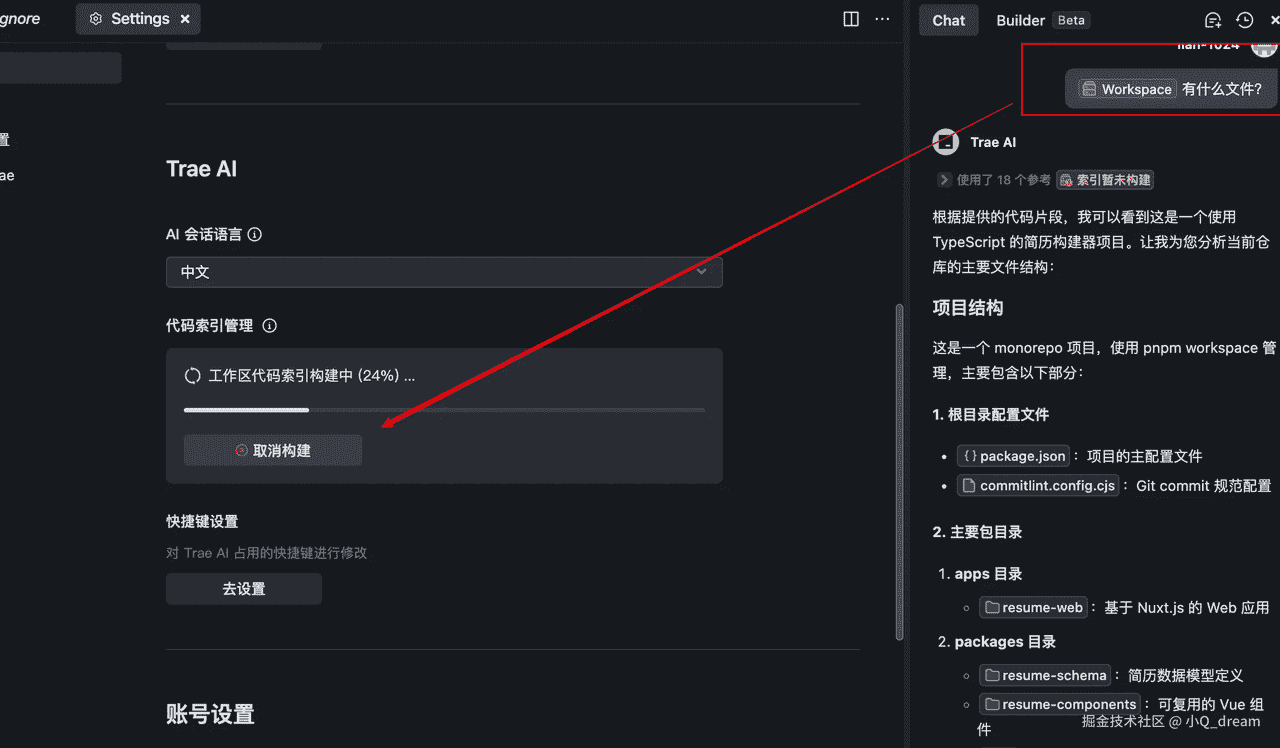 gnore
Settings
置
ae
Trae AI
AI 会话语言
中文
代码索引管理
工作区代码索引构建中 (24%) ...
取消构建
快捷键设置
对 Trae AI 占用的快捷键进行修改
去设置
账号设置
Chat
Builder Beta
Workspace 有什么文件?
Trae AI
使用了 18 个参考 索引暂未构建
根据提供的代码片段，我可以看到这是一个使用
TypeScript 的简历构建器项目。让我为您分析当前仓
库的主要文件结构：
项目结构
这是一个 monorepo 项目，使用 pnpm workspace 管
理，主要包含以下部分：
1. 根目录配置文件
• {} package.json ： 项目的主配置文件
• commitlint.config.cjs ： Git commit 规范配置
2. 主要包目录
1. apps 目录
resume-web ： 基于 Nuxt.js 的 Web 应用
2. packages 目录
resume-schema ： 简历数据模型定义
resume-components ： 可复用的 Vue 组
件
掘金技术社区 @ 小Q_dream